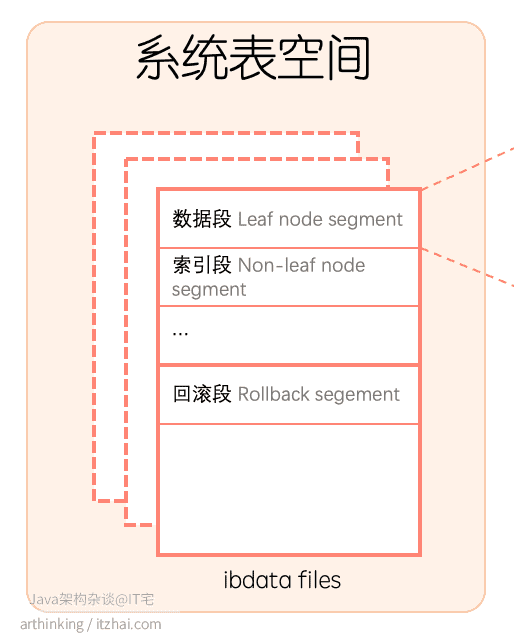 系统表空间
数据段 Leaf node segment
索引段 Non-leaf node
segment
...
回滚段 Rollback segement
ibdata files
Java架构杂谈@IT宅
arthinking / itzhai.com